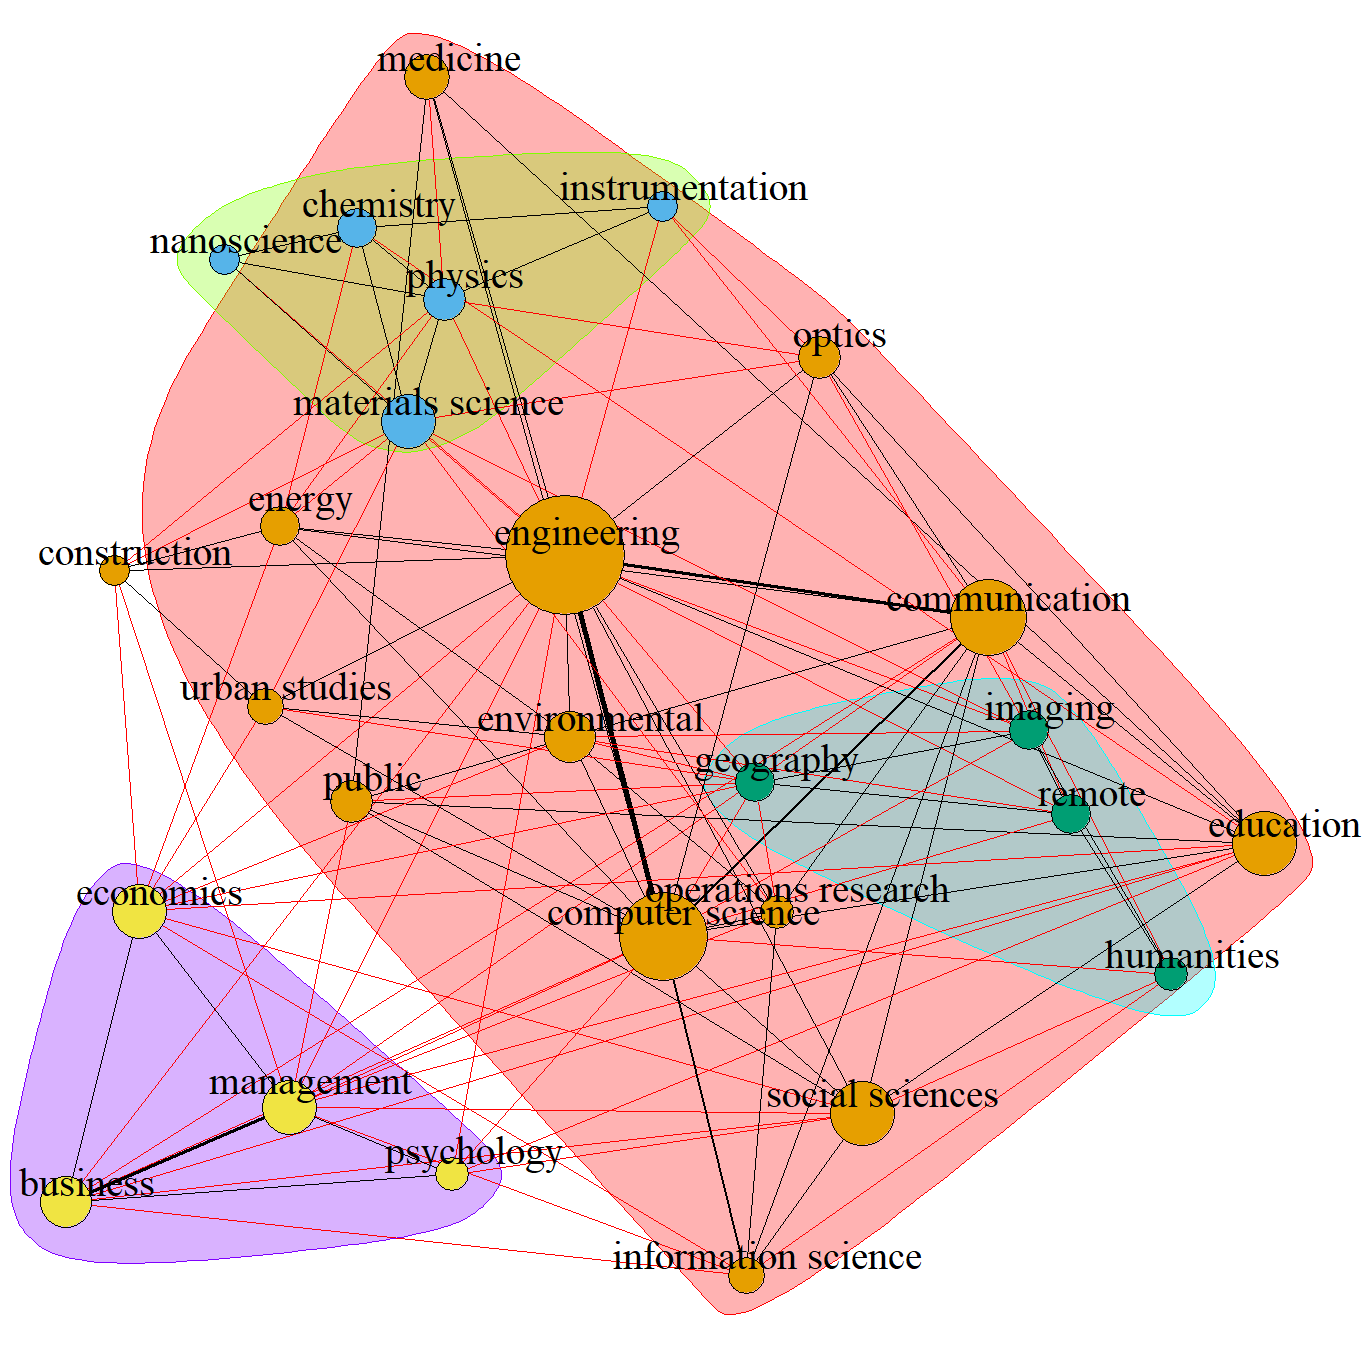 medicine
instrumentation
chemistry
nanoscience
physics
optics
materials science
energy
engineering
construction
communication
urban studies
environmental
imaging
geography
public
remote
education
economics
operations research
computer science
humanities
management
social sciences
psychology
business
information science